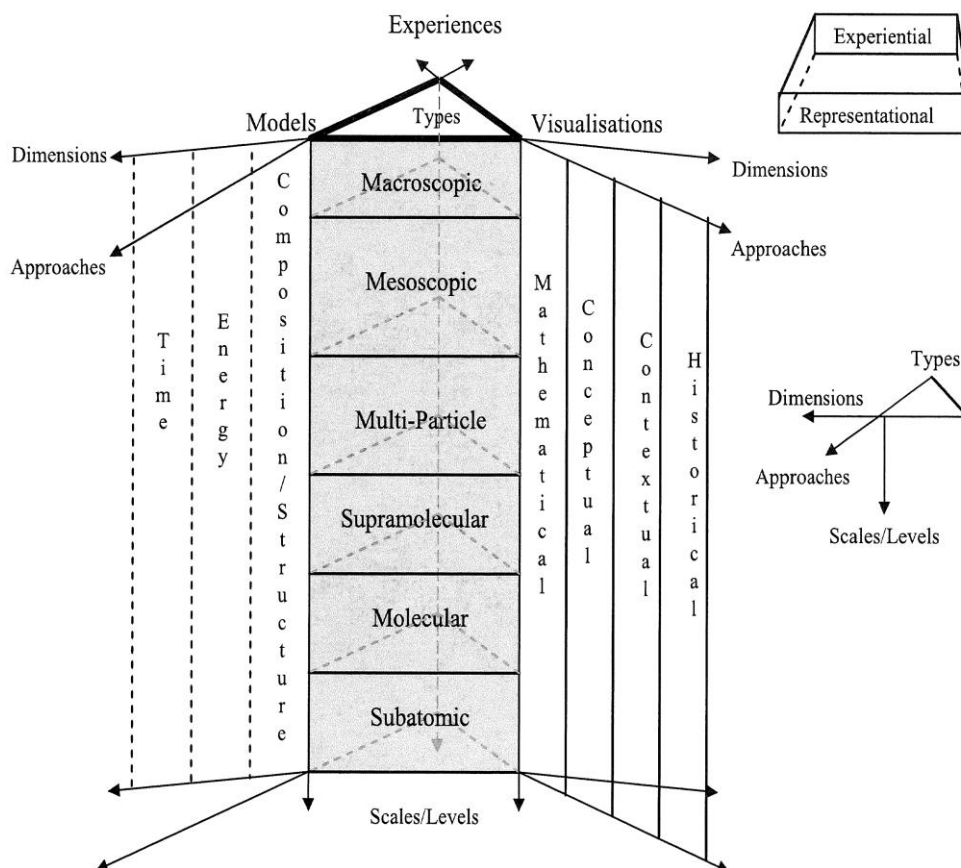 Experiences
Experiential
Representational
Types
Models
Visualisations
Dimensions
Dimensions
Approaches
Approaches
Macroscopic
Mesoscopic
Multi-Particle
Supramolecular
Molecular
Subatomic
Time
Energy
Composition/Structure
Mathematical
Conceptual
Contextual
Historical
Types
Dimensions
Approaches
Scales/Levels
Scales/Levels